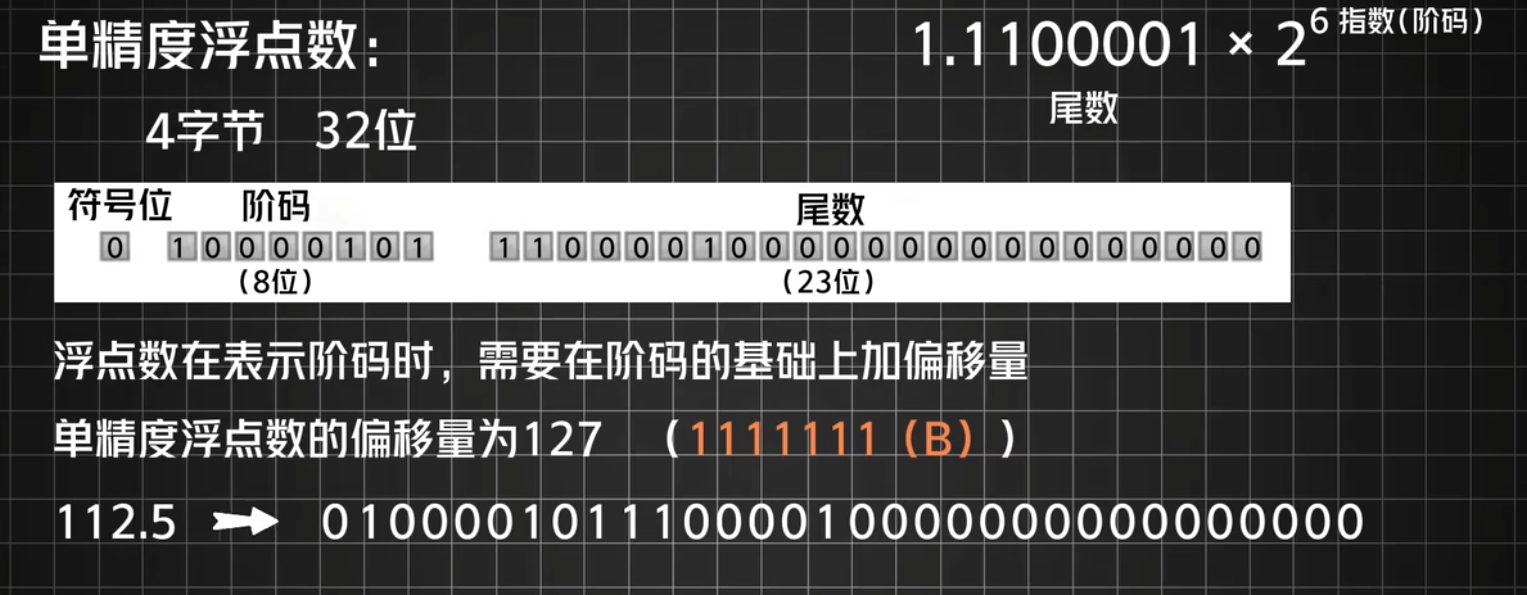 单精度浮点数：
1.1100001 × 2^6 指数(阶码)
尾数
4字节 32位
符号位 阶码 尾数
0 10000101 11000010000000000000000
(8位) (23位)
浮点数在表示阶码时，需要在阶码的基础上加偏移量
单精度浮点数的偏移量为127 （1111111（B））
112.5 → 01000010111000010000000000000000